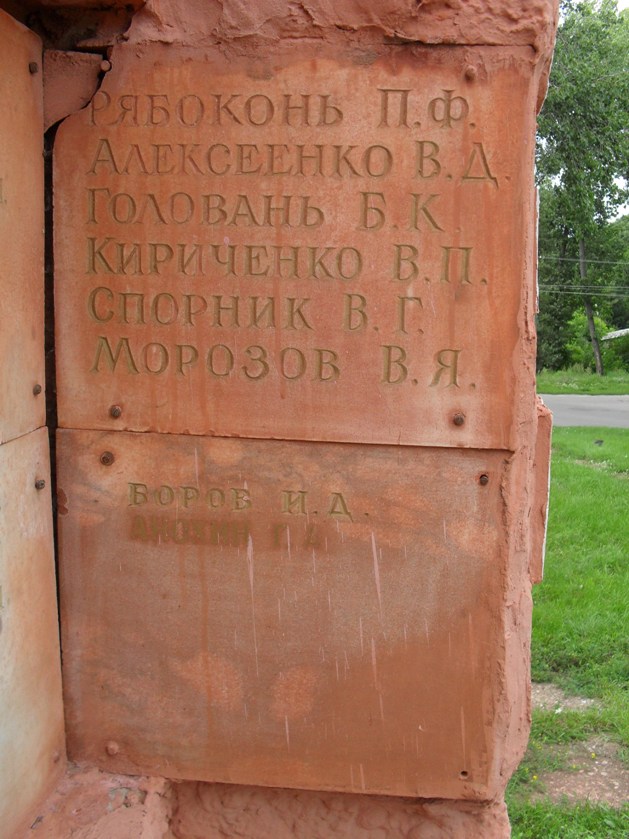 РЯБОКОНЬ П.Ф.
АЛЕКСЕЕНКО В.Д.
ГОЛОВАНЬ Б.К.
КИРИЧЕНКО В.П.
СПОРНИК В.Г.
МОРОЗОВ В.Я.
БОРОВ И.Д.